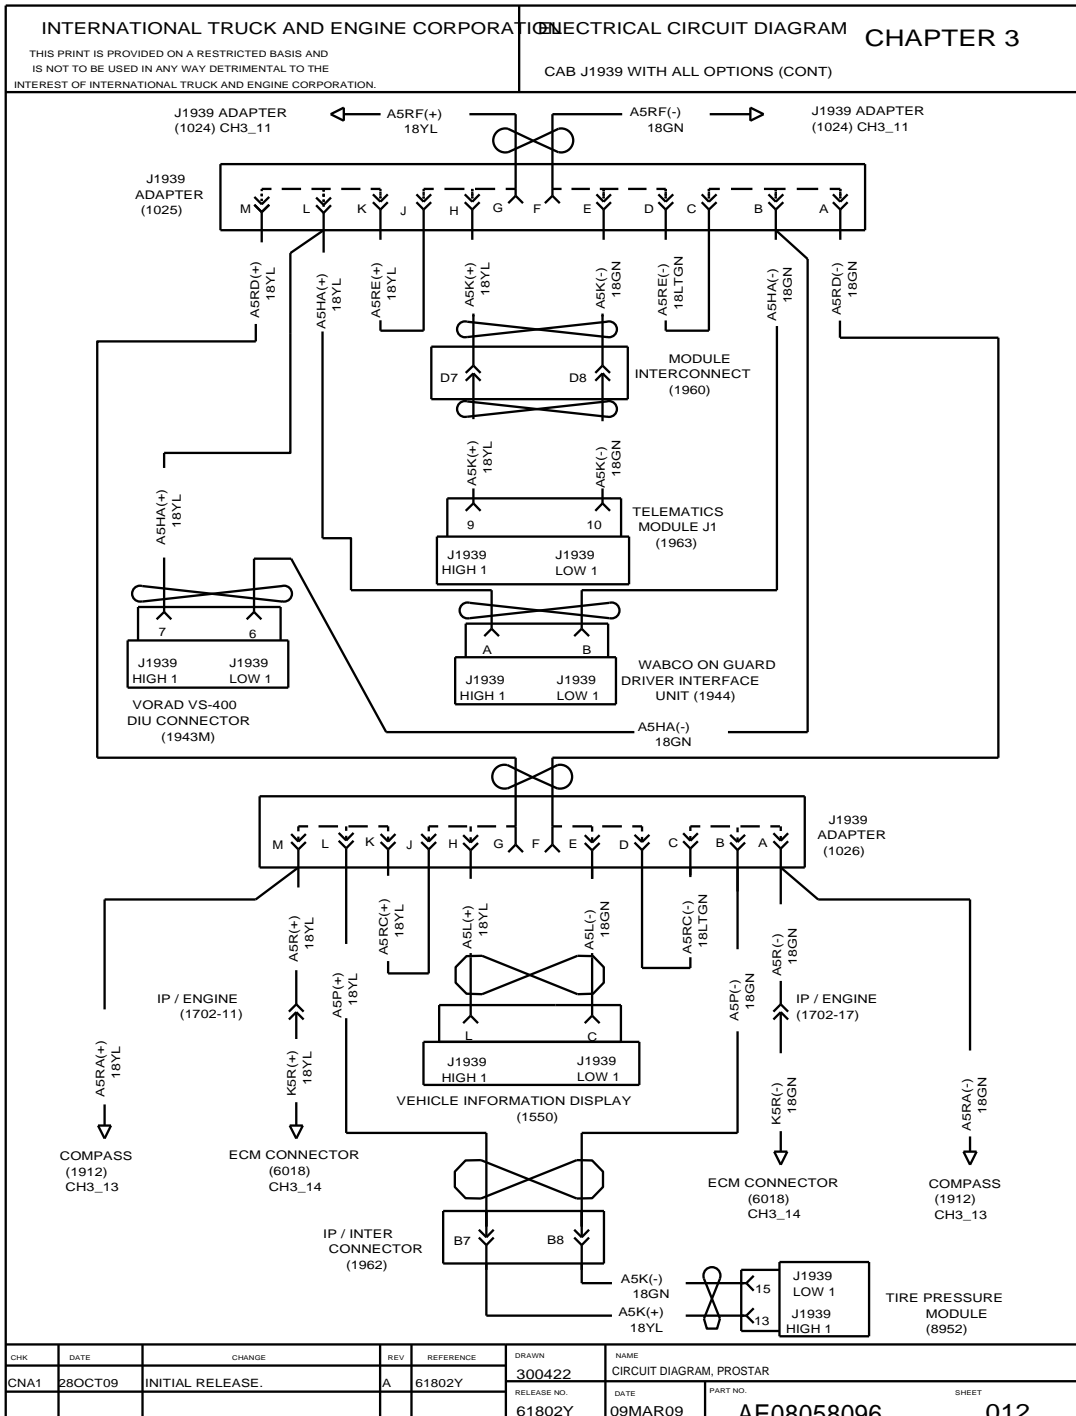 INTERNATIONAL TRUCK AND ENGINE CORPORATION
ELECTRICAL CIRCUIT DIAGRAM
CHAPTER 3
THIS PRINT IS PROVIDED ON A RESTRICTED BASIS AND
IS NOT TO BE USED IN ANY WAY DETRIMENTAL TO THE
INTEREST OF INTERNATIONAL TRUCK AND ENGINE CORPORATION.
CAB J1939 WITH ALL OPTIONS (CONT)
J1939 ADAPTER
(1024) CH3_11
A5RF(+)
18YL
A5RF(-)
18GN
J1939 ADAPTER
(1024) CH3_11
J1939
ADAPTER
(1025)
M L K J H G F E D C B A
A5RD(+)
18YL
A5HA(+)
18YL
A5RE(+)
18YL
A5K(+)
18YL
A5K(-)
18GN
A5RE(-)
18LTGN
A5HA(-)
18GN
A5RD(-)
18GN
D7 D8
MODULE
INTERCONNECT
(1960)
A5K(+)
18YL
A5K(-)
18GN
9 10
J1939
HIGH 1
J1939
LOW 1
TELEMATICS
MODULE J1
(1963)
A5HA(+)
18YL
7 6
J1939
HIGH 1
J1939
LOW 1
VORAD VS-400
DIU CONNECTOR
(1943M)
A B
J1939
HIGH 1
J1939
LOW 1
WABCO ON GUARD
DRIVER INTERFACE
UNIT (1944)
A5HA(-)
18GN
J1939
ADAPTER
(1026)
M L K J H G F E D C B A
A5R(+)
18YL
A5P(+)
18YL
A5RC(+)
18YL
A5L(+)
18YL
A5L(-)
18GN
A5RC(-)
18LTGN
A5P(-)
18GN
A5R(-)
18GN
IP / ENGINE
(1702-11)
IP / ENGINE
(1702-17)
L C
J1939
HIGH 1
J1939
LOW 1
VEHICLE INFORMATION DISPLAY
(1550)
A5RA(+)
18YL
K5R(+)
18YL
K5R(-)
18GN
A5RA(-)
18GN
COMPASS
(1912)
CH3_13
ECM CONNECTOR
(6018)
CH3_14
ECM CONNECTOR
(6018)
CH3_14
COMPASS
(1912)
CH3_13
IP / INTER
CONNECTOR
(1962)
B7 B8
A5K(-)
18GN
A5K(+)
18YL
15
13
J1939
LOW 1
J1939
HIGH 1
TIRE PRESSURE
MODULE
(8952)
CHK DATE CHANGE REV REFERENCE
CNA1 28OCT09 INITIAL RELEASE. A 61802Y
DRAWN
300422
NAME
CIRCUIT DIAGRAM, PROSTAR
RELEASE NO.
61802Y
DATE
09MAR09
PART NO.
AE08058096
SHEET
012